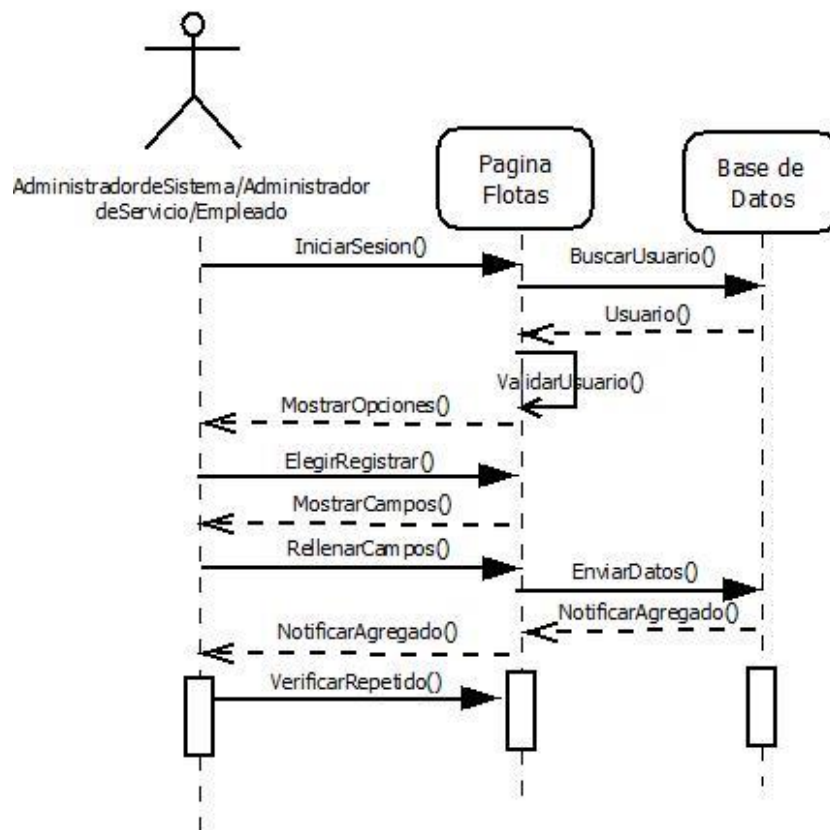 Pagina
Flotas
Base de
Datos
AdministradordeSistema/Administrador
deServicio/Empleado
IniciarSesion()
BuscarUsuario()
Usuario()
ValidarUsuario()
MostrarOpciones()
ElegirRegistrar()
MostrarCampos()
RellenarCampos()
EnviarDatos()
NotificarAgregado()
NotificarAgregado()
VerificarRepetido()